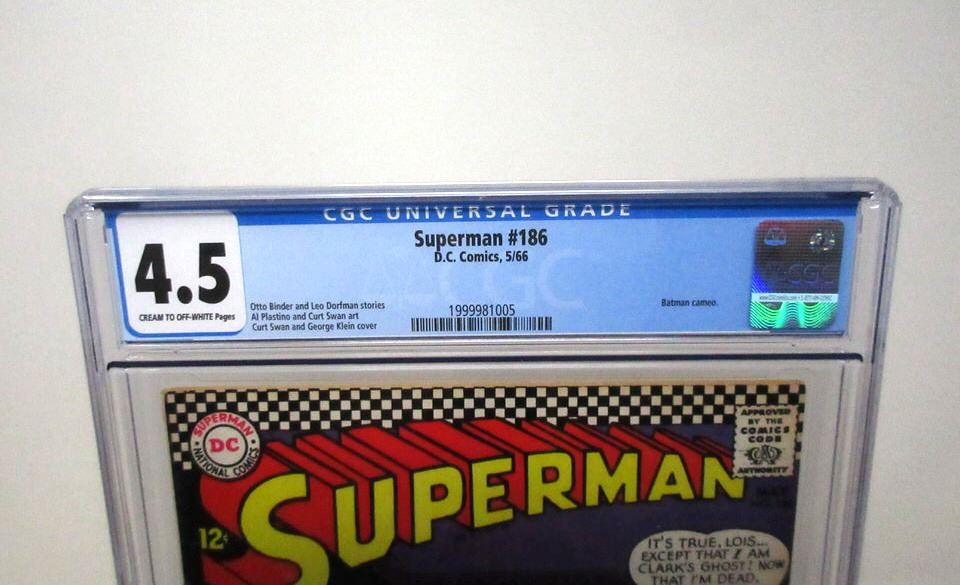 CGC UNIVERSAL GRADE
4.5
CREAM TO OFF-WHITE Pages
Superman #186
D.C. Comics, 5/66
Otto Binder and Leo Dorfman stories
Al Plastino and Curt Swan art
Curt Swan and George Klein cover
1999981005
Batman cameo.
CGC
CGC
SUPERMAN
DC
NATIONAL COMICS
APPROVED
BY THE
COMICS
CODE
AUTHORITY
SUPERMAN
12¢
MAY
IT'S TRUE, LOIS...
EXCEPT THAT I AM
CLARK'S GHOST! NOW
THAT I'M DEAD,